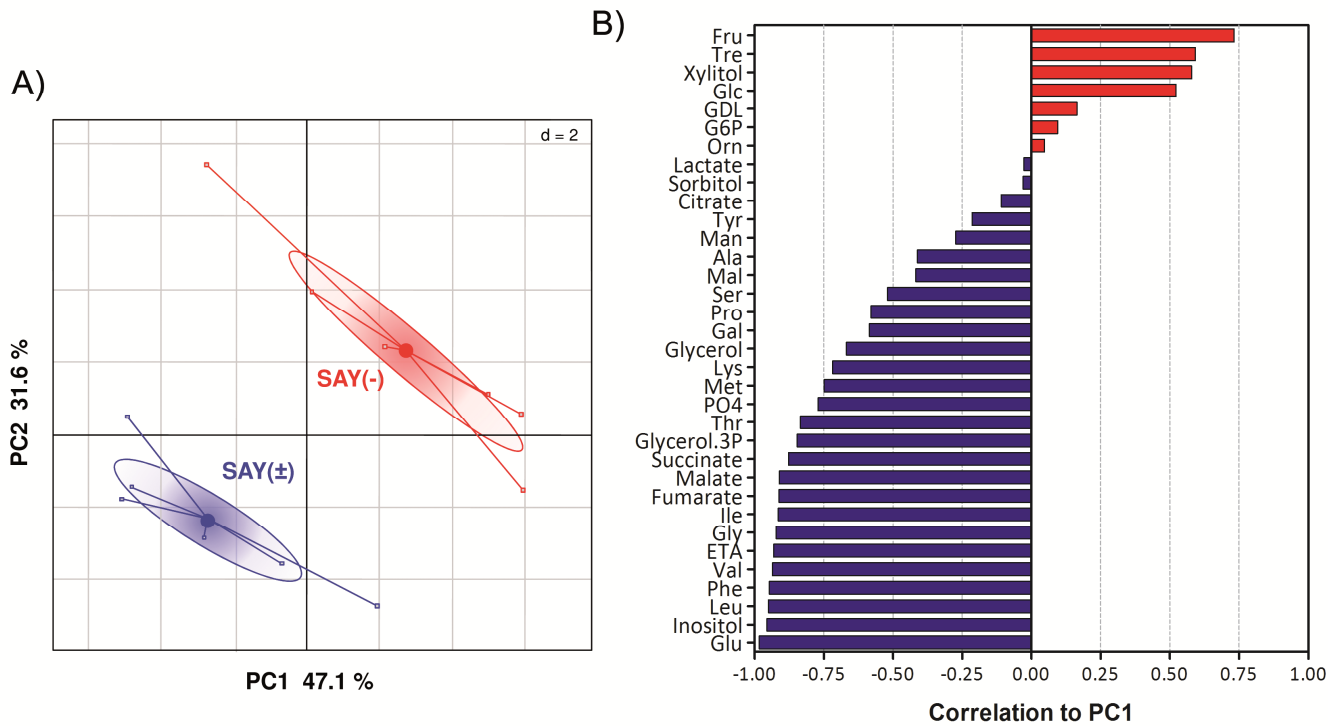 A)
d = 2
SAY(-)
SAY(±)
PC2 31.6 %
PC1 47.1 %
B)
Fru
Tre
Xylitol
Glc
GDL
G6P
Orn
Lactate
Sorbitol
Citrate
Tyr
Man
Ala
Mal
Ser
Pro
Gal
Glycerol
Lys
Met
PO4
Thr
Glycerol.3P
Succinate
Malate
Fumarate
Ile
Gly
ETA
Val
Phe
Leu
Inositol
Glu
-1.00 -0.75 -0.50 -0.25 0.00 0.25 0.50 0.75 1.00
Correlation to PC1